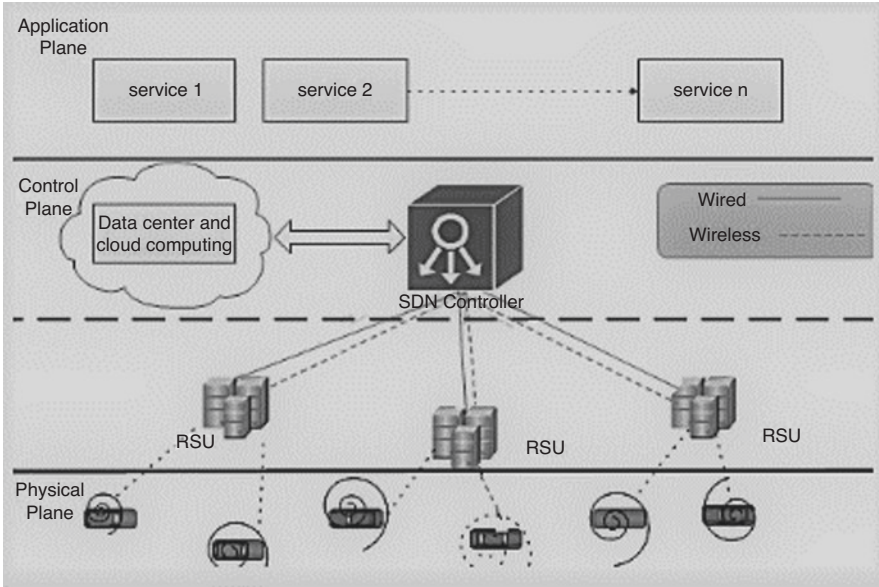 Application
Plane
service 1
service 2
service n
Control
Plane
Data center and
cloud computing
Wired
Wireless
SDN Controller
RSU
RSU
RSU
Physical
Plane